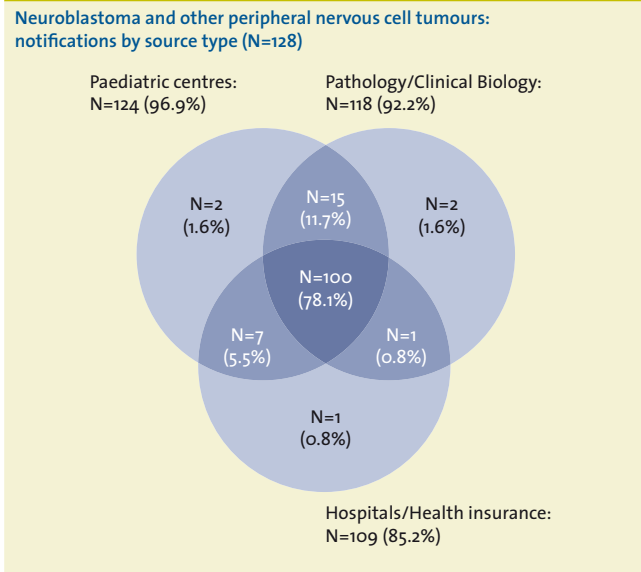 Neuroblastoma and other peripheral nervous cell tumours:
notifications by source type (N=128)
Paediatric centres:
N=124 (96.9%)
Pathology/Clinical Biology:
N=118 (92.2%)
N=2
(1.6%)
N=15
(11.7%)
N=2
(1.6%)
N=100
(78.1%)
N=7
(5.5%)
N=1
(0.8%)
N=1
(0.8%)
Hospitals/Health insurance:
N=109 (85.2%)